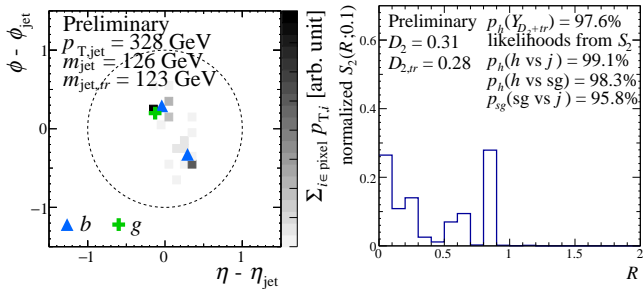 Preliminary
p_T,jet = 328 GeV
m_jet = 126 GeV
m_jet,tr = 123 GeV
ϕ - ϕ_jet
1
0
−1
b
g
−1
0
1
η - η_jet
Σ_i∈pixel p_T,i [arb. unit]
Preliminary
D_2 = 0.31
D_2,tr = 0.28
p_h(Y_D_2+tr) = 97.6%
likelihoods from S_2
p_h(h vs j) = 99.1%
p_h(h vs sg) = 98.3%
p_sg(sg vs j) = 95.8%
normalized S_2(R;0.1)
0.6
0.4
0.2
0
0
0.5
1
1.5
2
R